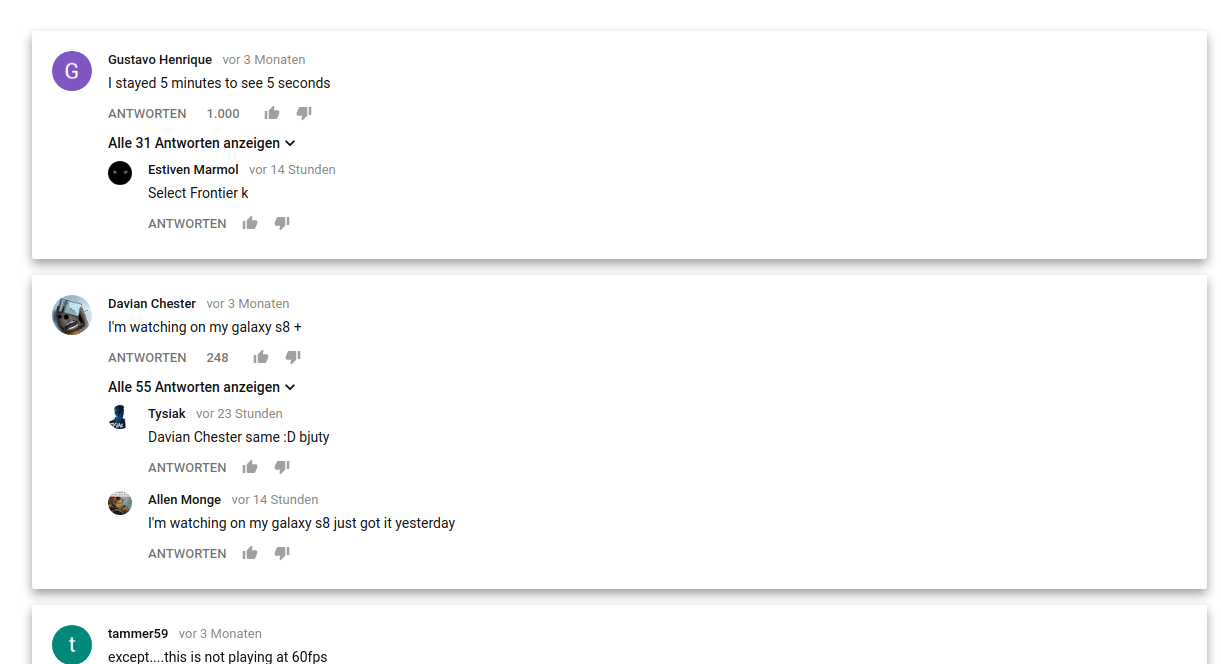 G
Gustavo Henrique vor 3 Monaten
I stayed 5 minutes to see 5 seconds
ANTWORTEN 1.000
Alle 31 Antworten anzeigen
Estiven Marmol vor 14 Stunden
Select Frontier k
ANTWORTEN
Davian Chester vor 3 Monaten
I'm watching on my galaxy s8 +
ANTWORTEN 248
Alle 55 Antworten anzeigen
Tysiak vor 23 Stunden
Davian Chester same :D bjuty
ANTWORTEN
Allen Monge vor 14 Stunden
I'm watching on my galaxy s8 just got it yesterday
ANTWORTEN
t
tammer59 vor 3 Monaten
except....this is not playing at 60fps